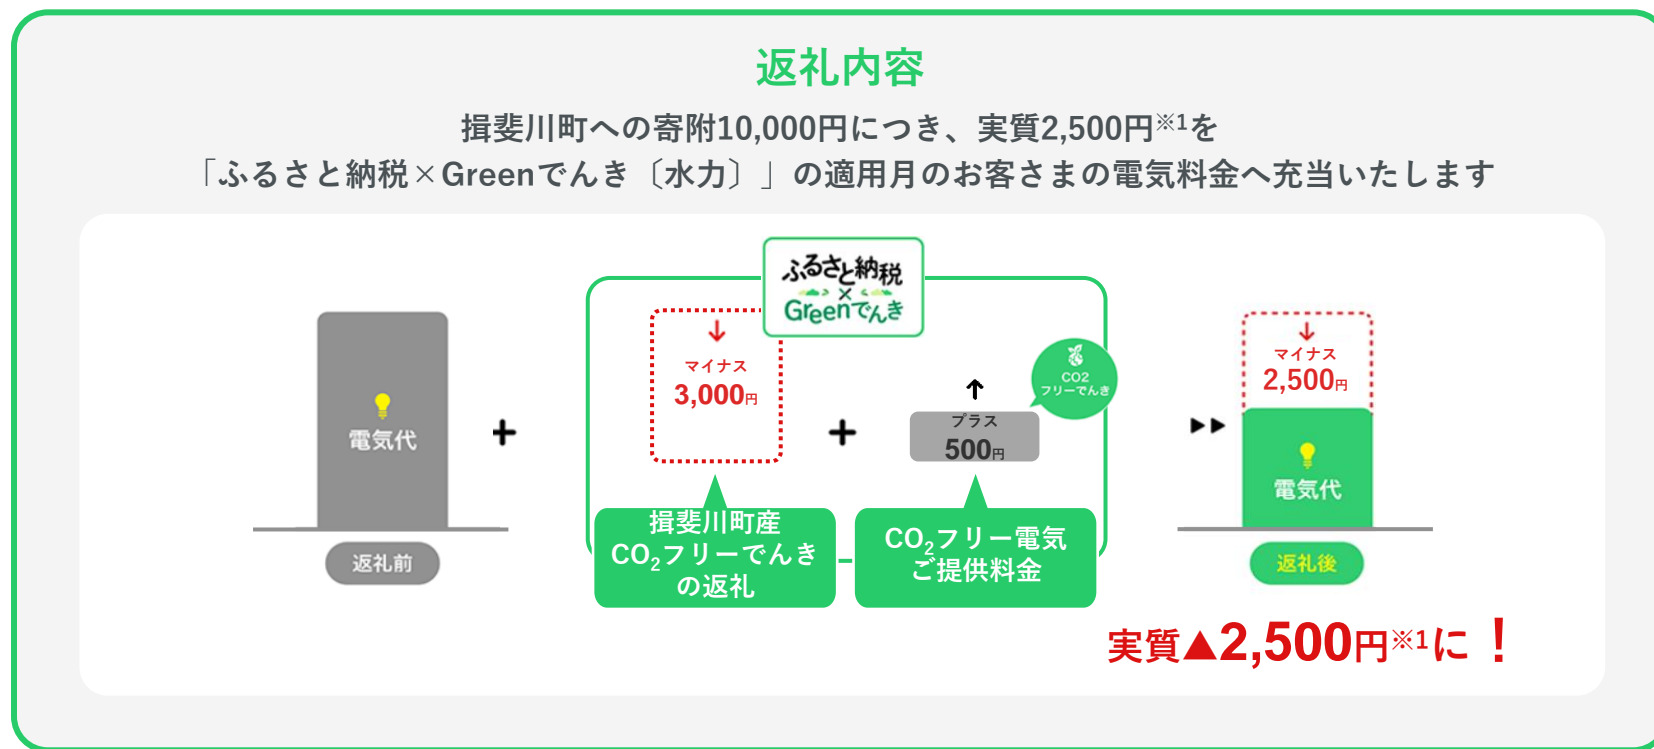 返礼内容
揖斐川町への寄附10,000円につき、実質2,500円※1を
「ふるさと納税×Greenでんき〔水力〕」の適用月のお客さまの電気料金へ充当いたします
ふるさと納税
×
Greenでんき
電気代
返礼前
+
マイナス
3,000円
揖斐川町産
CO2フリーでんき
の返礼
+
CO2
フリーでんき
プラス
500円
CO2フリー電気
ご提供料金
マイナス
2,500円
電気代
返礼後
実質▲2,500円※1に！